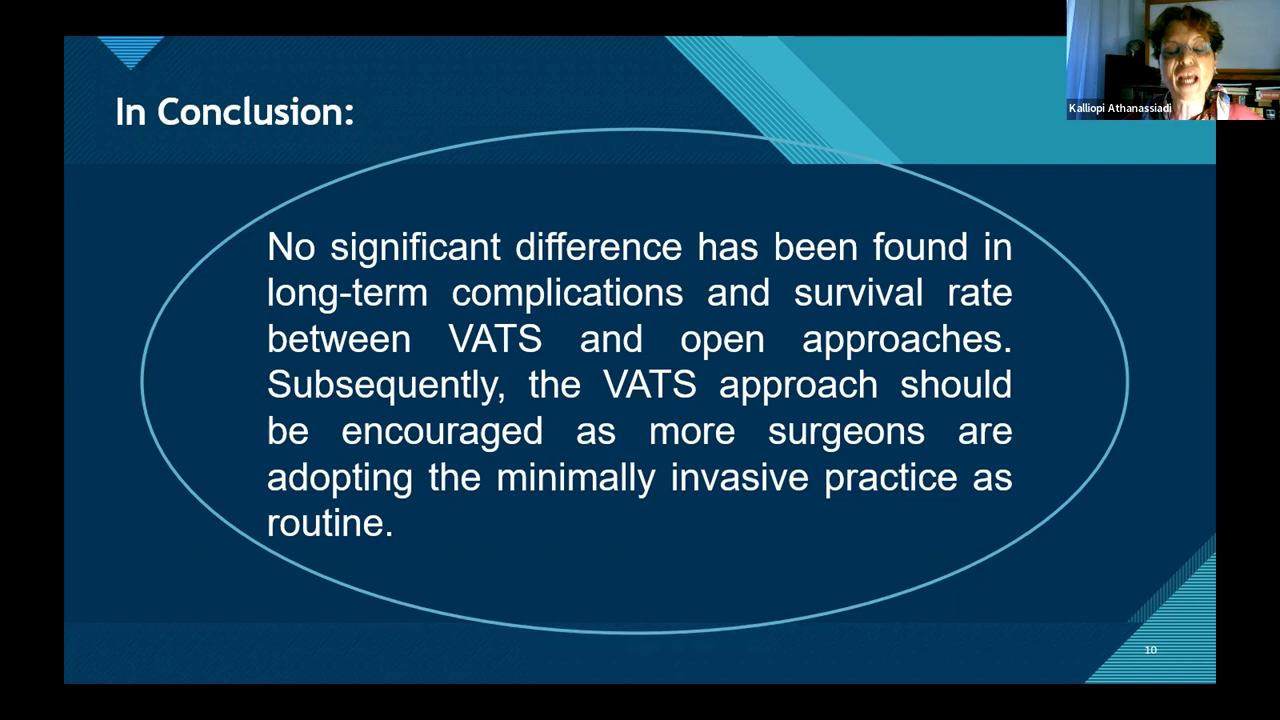 Kalliopi Athanassiadi
In Conclusion:
No significant difference has been found in
long-term complications and survival rate
between VATS and open approaches.
Subsequently, the VATS approach should
be encouraged as more surgeons are
adopting the minimally invasive practice as
routine.
10